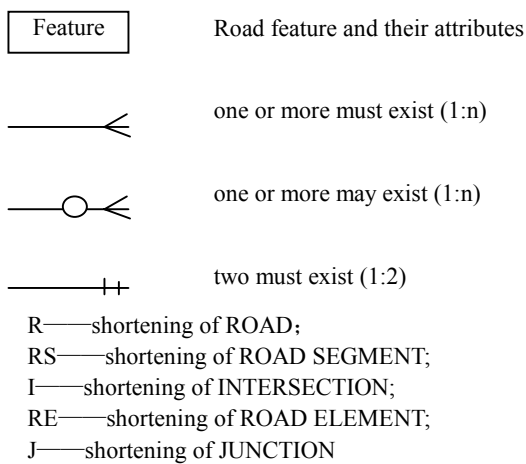 Feature Road feature and their attributes
one or more must exist (1:n)
one or more may exist (1:n)
two must exist (1:2)
R——shortening of ROAD；
RS——shortening of ROAD SEGMENT;
I——shortening of INTERSECTION;
RE——shortening of ROAD ELEMENT;
J——shortening of JUNCTION